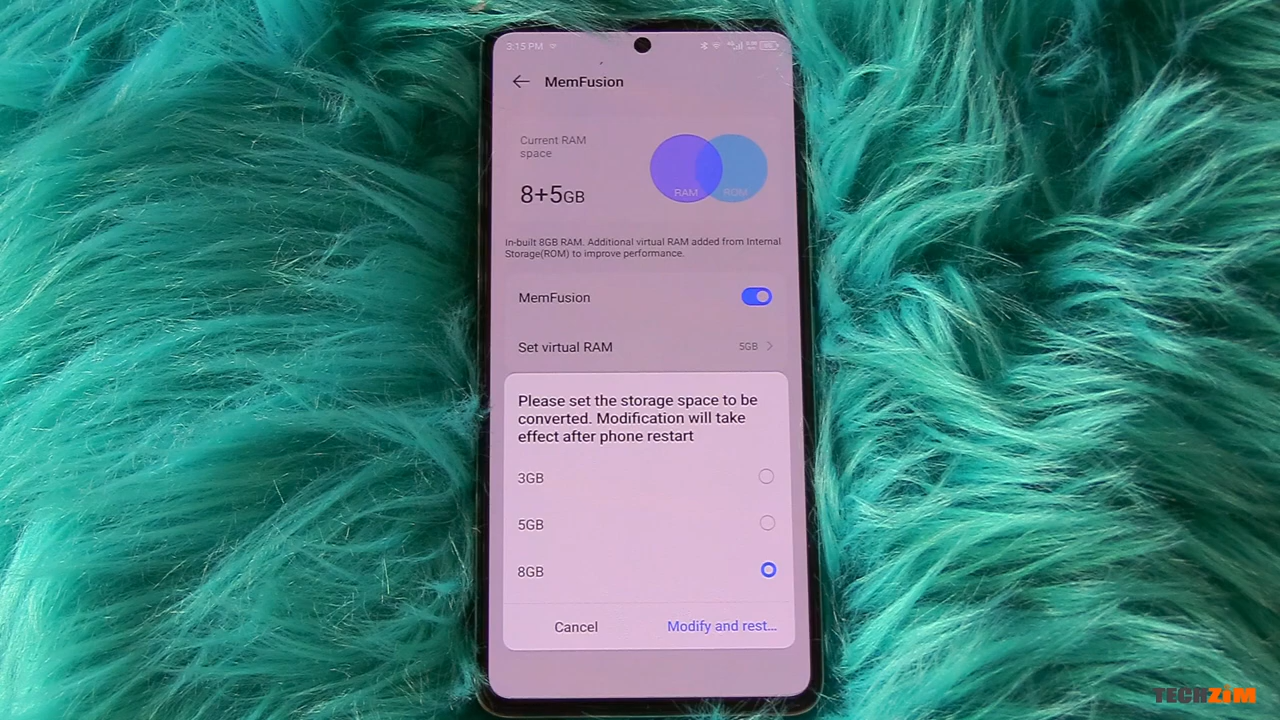 3:15 PM
MemFusion
Current RAM
space
8+5GB
RAM
ROM
In-built 8GB RAM. Additional virtual RAM added from Internal
Storage(ROM) to improve performance.
MemFusion
Set virtual RAM
5GB
Please set the storage space to be
converted. Modification will take
effect after phone restart
3GB
5GB
8GB
Cancel
Modify and rest...
TECHZiM